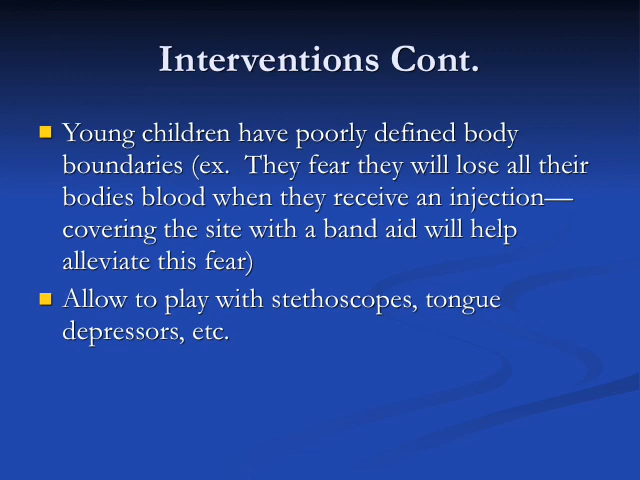 Interventions Cont.
Young children have poorly defined body
boundaries (ex.  They fear they will lose all their
bodies blood when they receive an injection—
covering the site with a band aid will help
alleviate this fear)
Allow to play with stethoscopes, tongue
depressors, etc.